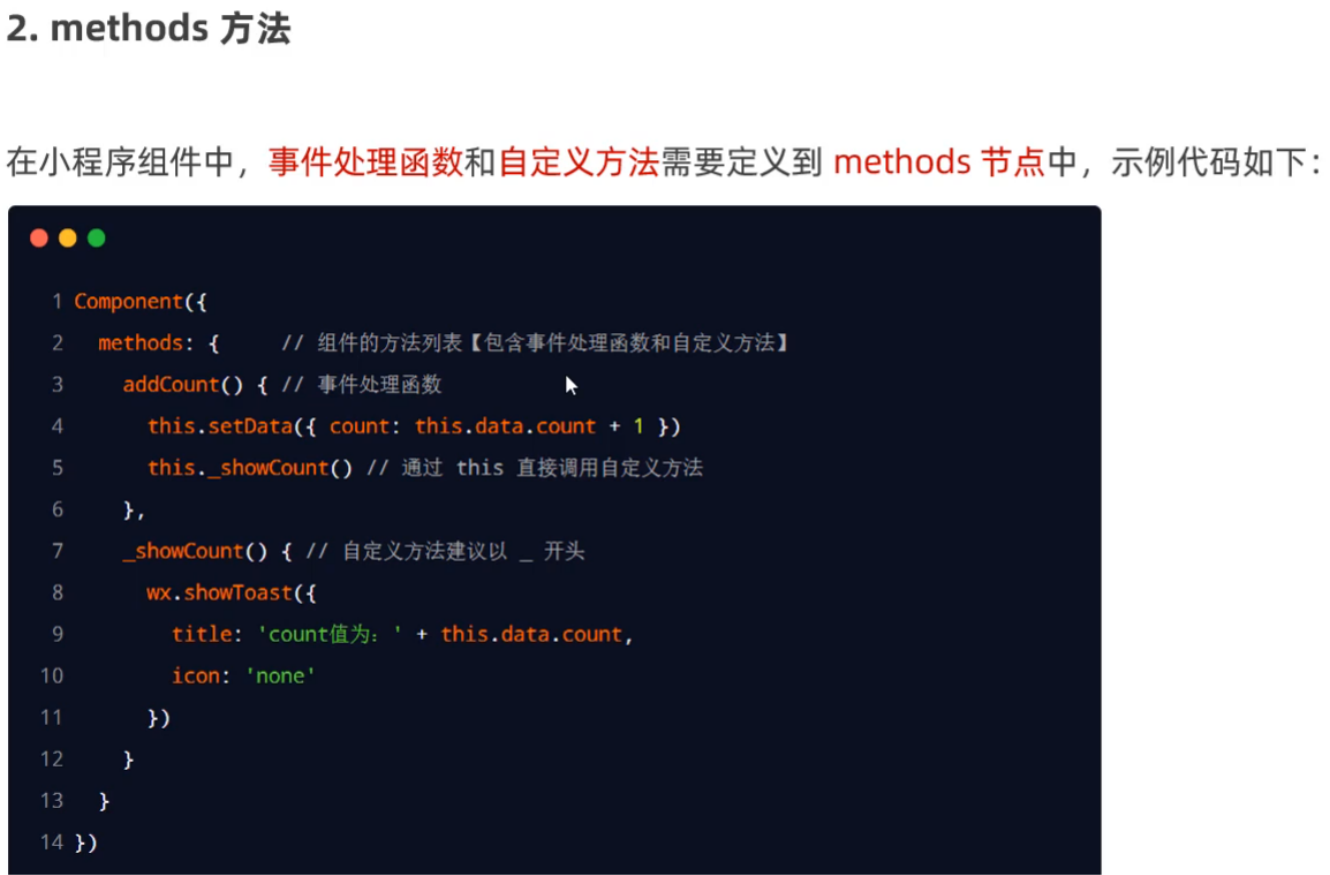 2. methods 方法
在小程序组件中，事件处理函数和自定义方法需要定义到 methods 节点中，示例代码如下：
1 Component({
2   methods: {     // 组件的方法列表【包含事件处理函数和自定义方法】
3     addCount() { // 事件处理函数
4       this.setData({ count: this.data.count + 1 })
5       this._showCount() // 通过 this 直接调用自定义方法
6     },
7     _showCount() { // 自定义方法建议以 _ 开头
8       wx.showToast({
9         title: 'count值为：' + this.data.count,
10         icon: 'none'
11       })
12     }
13   }
14 })